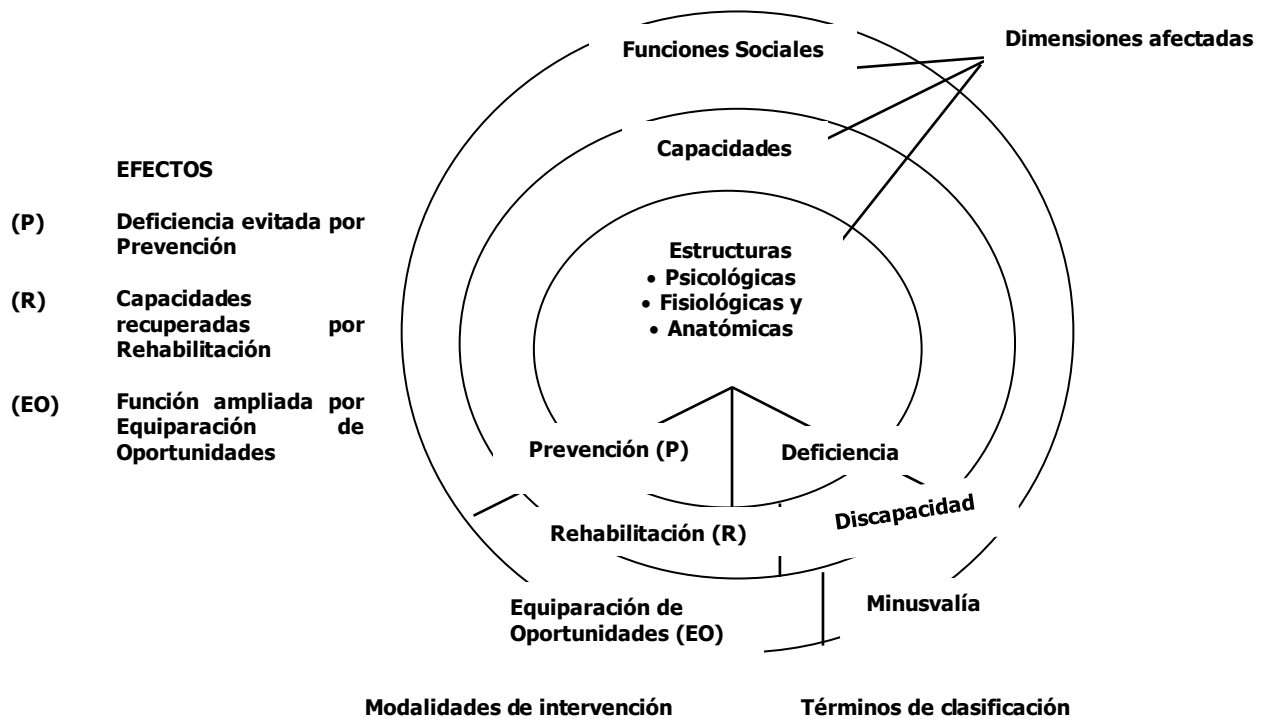 Funciones Sociales
Dimensiones afectadas
Capacidades
EFECTOS
(P) Deficiencia evitada por
Prevención
(R) Capacidades
recuperadas por
Rehabilitación
(EO) Función ampliada por
Equiparación de
Oportunidades
Estructuras
• Psicológicas
• Fisiológicas y
• Anatómicas
Prevención (P)
Deficiencia
Rehabilitación (R)
Discapacidad
Equiparación de
Oportunidades (EO)
Minusvalía
Modalidades de intervención
Términos de clasificación